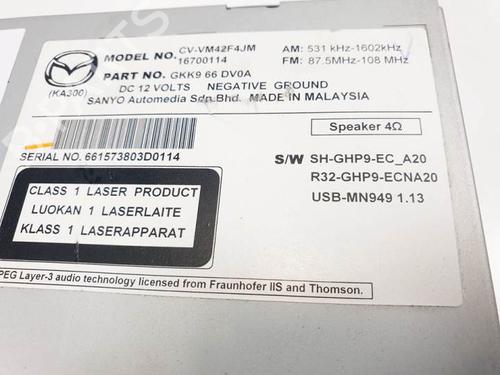 MODEL NO. CV-VM42F4JM
16700114
AM: 531 kHz-1602kHz
FM: 87.5MHz-108 MHz
PART NO. GKK9 66 DV0A
(KA300)
DC 12 VOLTS NEGATIVE GROUND
SANYO Automedia Sdn.Bhd. MADE IN MALAYSIA
Speaker 4Ω
SERIAL NO. 661573803D0114
S/W SH-GHP9-EC_A20
R32-GHP9-ECNA20
USB-MN949 1.13
CLASS 1 LASER PRODUCT
LUOKAN 1 LASERLAITE
KLASS 1 LASERAPPARAT
PEG Layer-3 audio technology licensed from Fraunhofer IIS and Thomson.